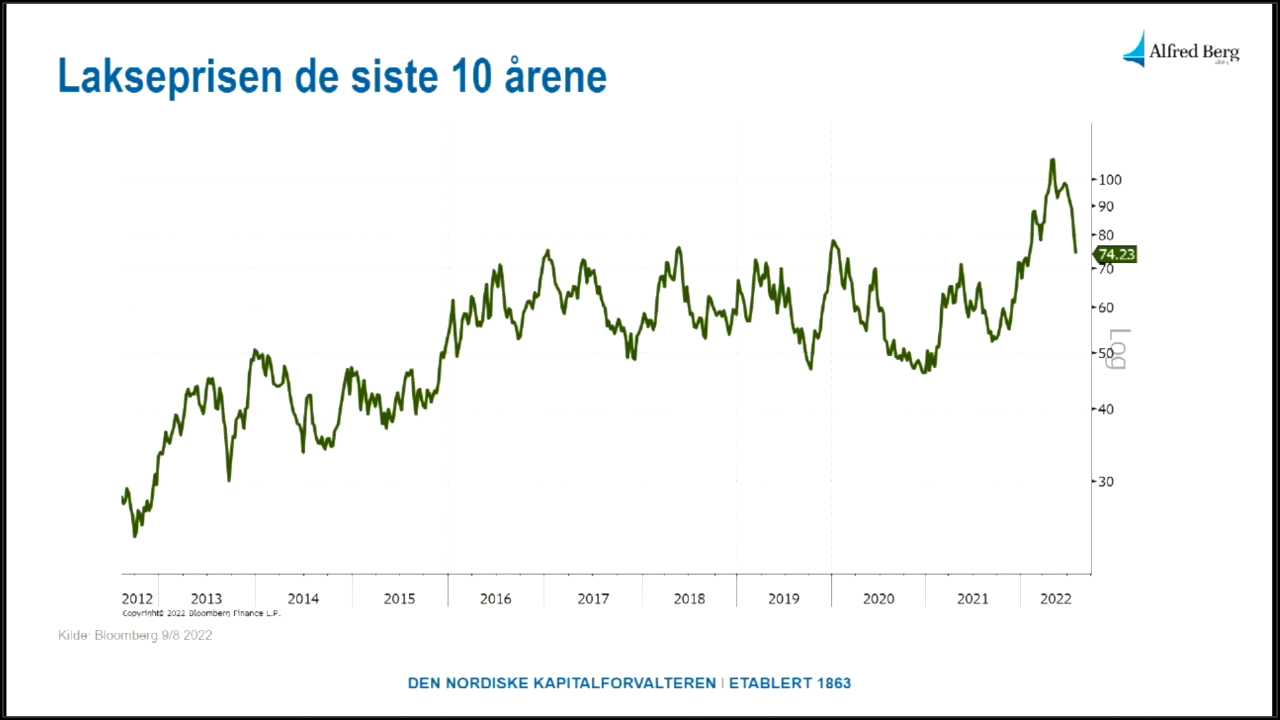 Lakseprisen de siste 10 årene
Alfred Berg
100
90
80
74.23
70
60
50
40
30
Log
2012 2013 2014 2015 2016 2017 2018 2019 2020 2021 2022
Copyright© 2022 Bloomberg Finance L.P.
Kilde: Bloomberg 9/8 2022
DEN NORDISKE KAPITALFORVALTEREN | ETABLERT 1863